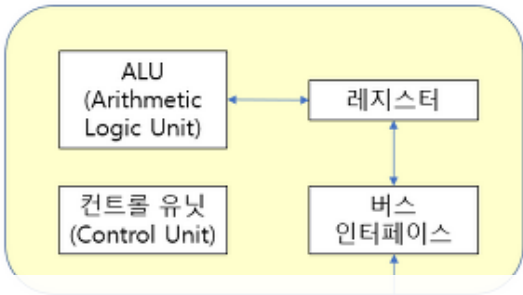 ALU
(Arithmetic
Logic Unit)
레지스터
컨트롤 유닛
(Control Unit)
버스
인터페이스